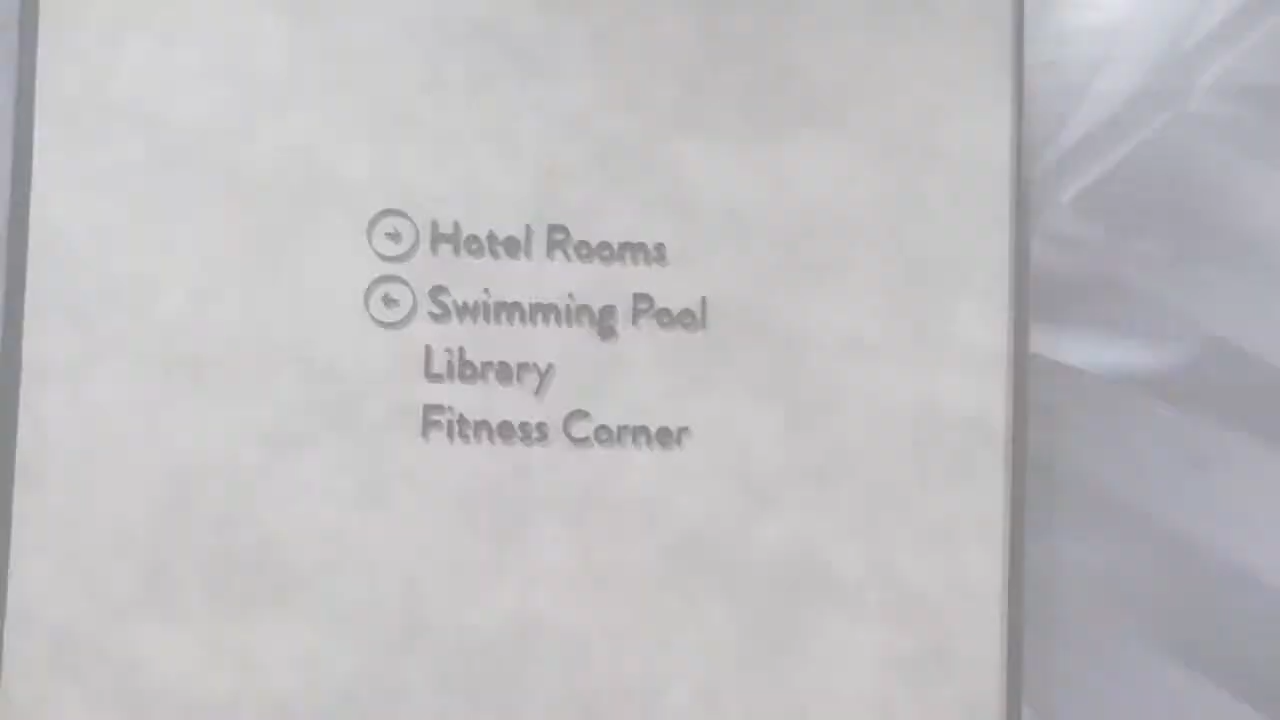 → Hotel Rooms
← Swimming Pool
Library
Fitness Corner